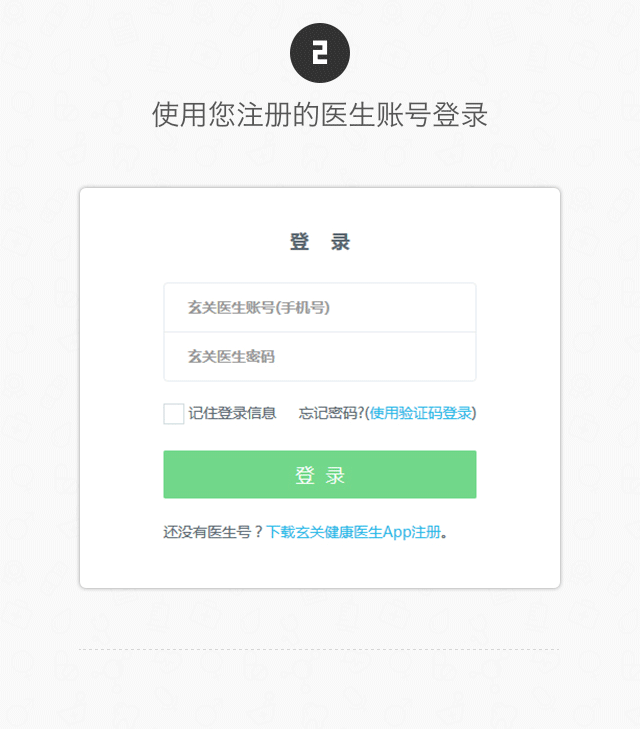 2
使用您注册的医生账号登录
登 录
玄关医生账号(手机号)
玄关医生密码
记住登录信息 忘记密码?(使用验证码登录)
登 录
还没有医生号？下载玄关健康医生App注册。